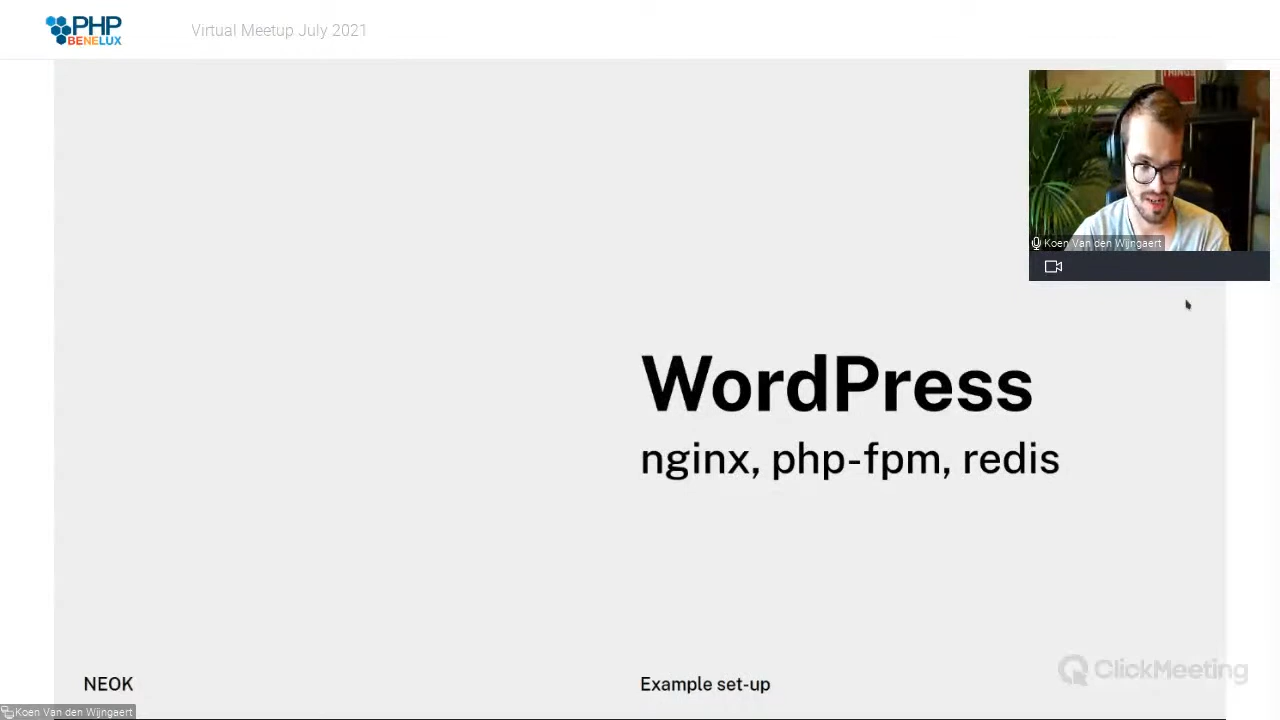 PHP
BENELUX
Virtual Meetup July 2021
THINGS
Koen Van den Wijngaert
WordPress
nginx, php-fpm, redis
NEOK
Example set-up
ClickMeeting
Koen Van den Wijngaert